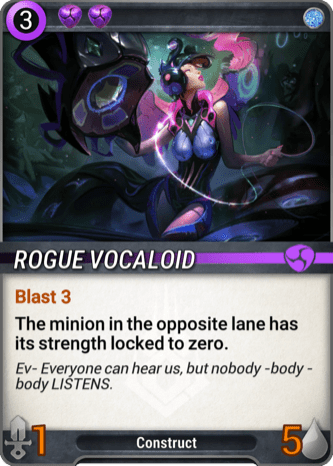 3
ROGUE VOCALOID
Blast 3
The minion in the opposite lane has
its strength locked to zero.
Ev- Everyone can hear us, but nobody -body -
body LISTENS.
1
Construct
5